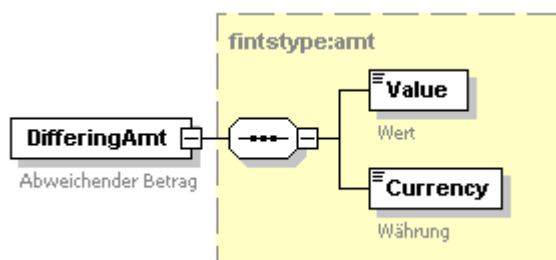 fintstype:amt
DifferingAmt
Abweichender Betrag
Value
Wert
Currency
Währung